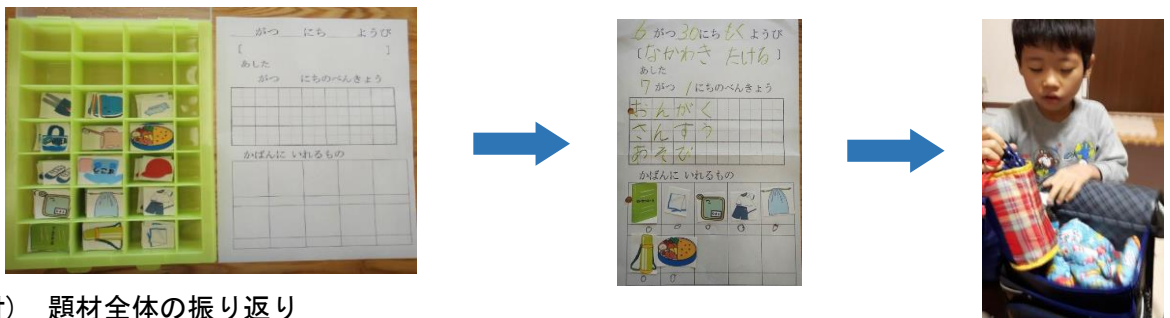 がつ にち ようび
[ ]
あした
がつ にちのべんきょう
かばんに いれるもの
6 がつ 30にち もく ようび
[なかわき たける]
あした
7 がつ 1にちのべんきょう
おんがく
さんすう
あそび
かばんに いれるもの
題材全体の振り返り